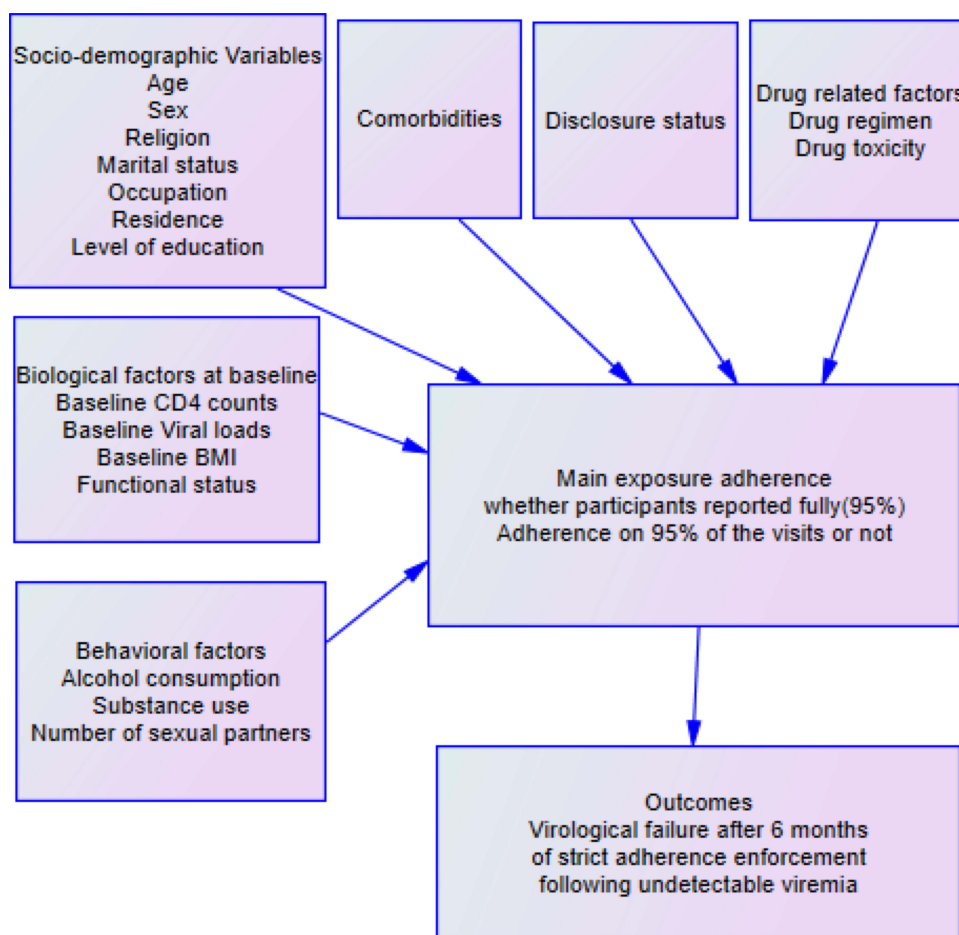 Socio-demographic Variables
Age
Sex
Religion
Marital status
Occupation
Residence
Level of education
Comorbidities
Disclosure status
Drug related factors
Drug regimen
Drug toxicity
Biological factors at baseline
Baseline CD4 counts
Baseline Viral loads
Baseline BMI
Functional status
Main exposure adherence
whether participants reported fully(95%)
Adherence on 95% of the visits or not
Behavioral factors
Alcohol consumption
Substance use
Number of sexual partners
Outcomes
Virological failure after 6 months
of strict adherence enforcement
following undetectable viremia